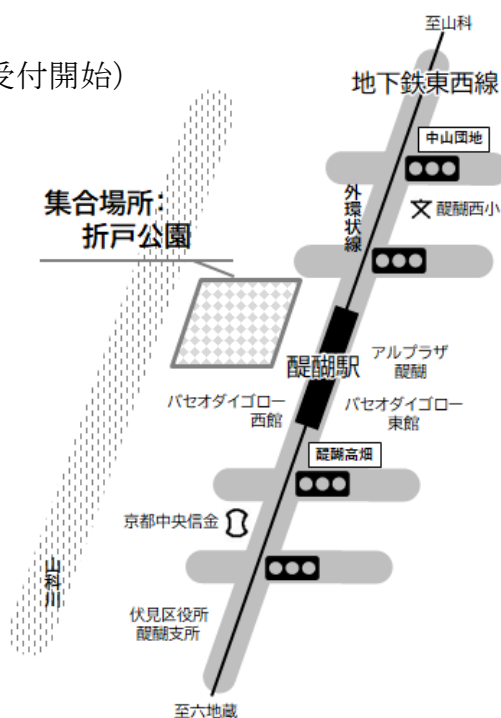 至山科
受付開始)
地下鉄東西線
中山団地
集合場所:
折戸公園
外環状線
文 醍醐西小
醍醐駅
アルプラザ
醍醐
パセオダイゴロー
西館
パセオダイゴロー
東館
醍醐高畑
京都中央信金
山科川
伏見区役所
醍醐支所
至六地蔵